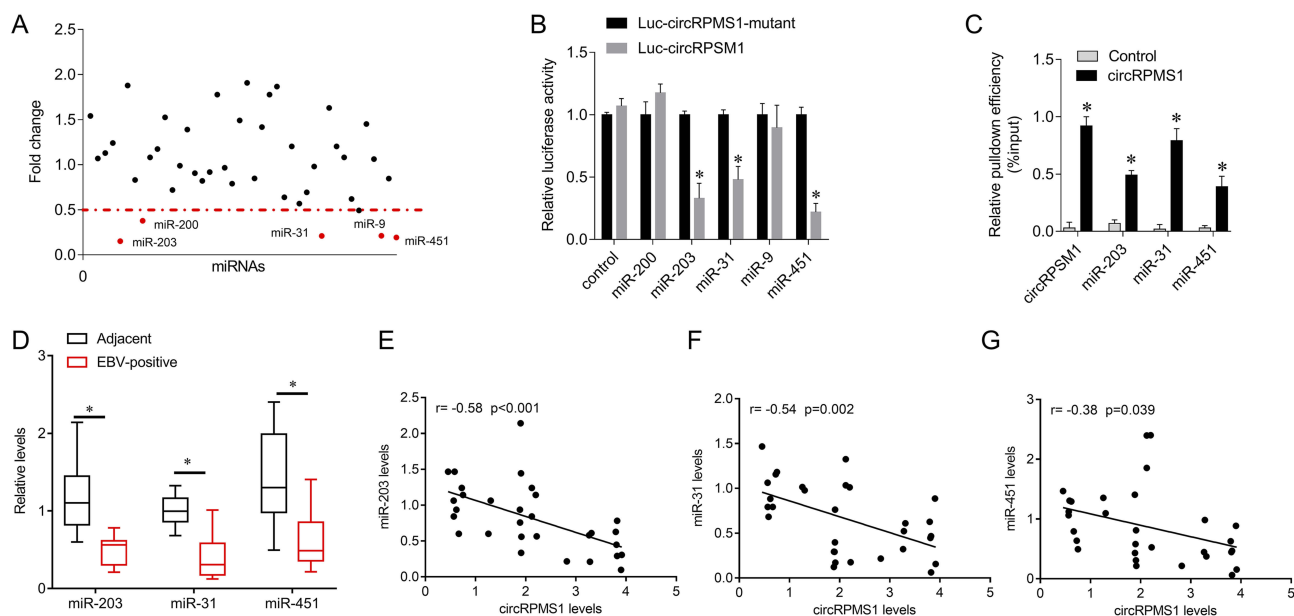 A
Fold change
2.5
2.0
1.5
1.0
0.5
0.0
miR-200
miR-203
miR-31
miR-9
miR-451
0
miRNAs
B
Luc-circRPMS1-mutant
Luc-circRPSM1
Relative luciferase activity
1.5
1.0
0.5
0.0
* * *
control
miR-200
miR-203
miR-31
miR-9
miR-451
C
Control
circRPMS1
Relative pulldown efficiency
(%input)
1.5
1.0
0.5
0.0
* * * *
circRPSM1
miR-203
miR-31
miR-451
D
Adjacent
EBV-positive
Relative levels
3
2
1
0
* * *
miR-203
miR-31
miR-451
E
r= -0.58 p<0.001
miR-203 levels
2.5
2.0
1.5
1.0
0.5
0.0
0 1 2 3 4 5
circRPMS1 levels
F
r= -0.54 p=0.002
miR-31 levels
2.0
1.5
1.0
0.5
0.0
0 1 2 3 4 5
circRPMS1 levels
G
r= -0.38 p=0.039
miR-451 levels
3
2
1
0
0 1 2 3 4 5
circRPMS1 levels